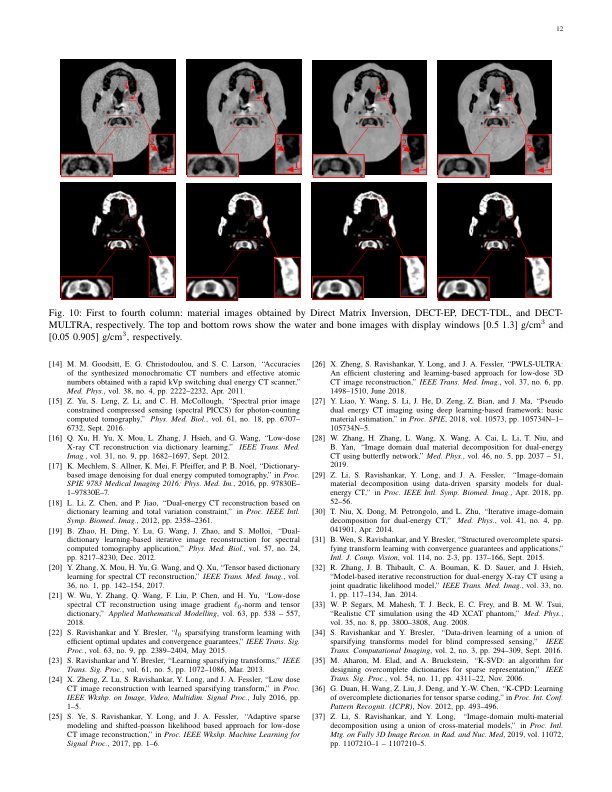 12
Fig. 10: First to fourth column: material images obtained by Direct Matrix Inversion, DECT-EP, DECT-TDL, and DECT-
MULTRA, respectively. The top and bottom rows show the water and bone images with display windows [0.5 1.3] g/cm³ and
[0.05 0.905] g/cm³, respectively.
[14] M. M. Goodsitt, E. G. Christodoulou, and S. C. Larson, “Accuracies
of the synthesized monochromatic CT numbers and effective atomic
numbers obtained with a rapid kVp switching dual energy CT scanner,”
Med. Phys., vol. 38, no. 4, pp. 2222–2232, Apr. 2011.
[15] Z. Yu, S. Leng, Z. Li, and C. H. McCollough, “Spectral prior image
constrained compressed sensing (spectral PICCS) for photon-counting
computed tomography,” Phys. Med. Biol., vol. 61, no. 18, pp. 6707–
6732, Sept. 2016.
[16] Q. Xu, H. Yu, X. Mou, L. Zhang, J. Hsieh, and G. Wang, “Low-dose
X-ray CT reconstruction via dictionary learning,” IEEE Trans. Med.
Imag., vol. 31, no. 9, pp. 1682–1697, Sept. 2012.
[17] K. Mechlem, S. Allner, K. Mei, F. Pfeiffer, and P. B. Noël, “Dictionary-
based image denoising for dual energy computed tomography,” in Proc.
SPIE 9783 Medical Imaging 2016: Phys. Med. Im., 2016, pp. 97830E–
1–97830E–7.
[18] L. Li, Z. Chen, and P. Jiao, “Dual-energy CT reconstruction based on
dictionary learning and total variation constraint,” in Proc. IEEE Intl.
Symp. Biomed. Imag., 2012, pp. 2358–2361.
[19] B. Zhao, H. Ding, Y. Lu, G. Wang, J. Zhao, and S. Molloi, “Dual-
dictionary learning-based iterative image reconstruction for spectral
computed tomography application,” Phys. Med. Biol., vol. 57, no. 24,
pp. 8217–8230, Dec. 2012.
[20] Y. Zhang, X. Mou, H. Yu, G. Wang, and Q. Xu, “Tensor based dictionary
learning for spectral CT reconstruction,” IEEE Trans. Med. Imag., vol.
36, no. 1, pp. 142–154, 2017.
[21] W. Wu, Y. Zhang, Q. Wang, F. Liu, P. Chen, and H. Yu, “Low-dose
spectral CT reconstruction using image gradient ℓ0-norm and tensor
dictionary,” Applied Mathematical Modelling, vol. 63, pp. 538 – 557,
2018.
[22] S. Ravishankar and Y. Bresler, “l0 sparsifying transform learning with
efficient optimal updates and convergence guarantees,” IEEE Trans. Sig.
Proc., vol. 63, no. 9, pp. 2389–2404, May 2015.
[23] S. Ravishankar and Y. Bresler, “Learning sparsifying transforms,” IEEE
Trans. Sig. Proc., vol. 61, no. 5, pp. 1072–1086, Mar. 2013.
[24] X. Zheng, Z. Lu, S. Ravishankar, Y. Long, and J. A. Fessler, “Low dose
CT image reconstruction with learned sparsifying transform,” in Proc.
IEEE Wkshp. on Image, Video, Multidim. Signal Proc., July 2016, pp.
1–5.
[25] S. Ye, S. Ravishankar, Y. Long, and J. A. Fessler, “Adaptive sparse
modeling and shifted-poisson likelihood based approach for low-dose
CT image reconstruction,” in Proc. IEEE Wkshp. Machine Learning for
Signal Proc., 2017, pp. 1–6.
[26] X. Zheng, S. Ravishankar, Y. Long, and J. A. Fessler, “PWLS-ULTRA:
An efficient clustering and learning-based approach for low-dose 3D
CT image reconstruction,” IEEE Trans. Med. Imag., vol. 37, no. 6, pp.
1498–1510, June 2018.
[27] Y. Liao, Y. Wang, S. Li, J. He, D. Zeng, Z. Bian, and J. Ma, “Pseudo
dual energy CT imaging using deep learning-based framework: basic
material estimation,” in Proc. SPIE, 2018, vol. 10573, pp. 105734N–1–
105734N–5.
[28] W. Zhang, H. Zhang, L. Wang, X. Wang, A. Cai, L. Li, T. Niu, and
B. Yan, “Image domain dual material decomposition for dual-energy
CT using butterfly network,” Med. Phys., vol. 46, no. 5, pp. 2037 – 51,
2019.
[29] Z. Li, S. Ravishankar, Y. Long, and J. A. Fessler, “Image-domain
material decomposition using data-driven sparsity models for dual-
energy CT,” in Proc. IEEE Intl. Symp. Biomed. Imag., Apr. 2018, pp.
52–56.
[30] T. Niu, X. Dong, M. Petrongolo, and L. Zhu, “Iterative image-domain
decomposition for dual-energy CT,” Med. Phys., vol. 41, no. 4, pp.
041901, Apr. 2014.
[31] B. Wen, S. Ravishankar, and Y. Bresler, “Structured overcomplete sparsi-
fying transform learning with convergence guarantees and applications,”
Int. J. Comp. Vision, vol. 114, no. 2-3, pp. 137–166, Sept. 2015.
[32] R. Zhang, J. B. Thibault, C. A. Bouman, K. D. Sauer, and J. Hsieh,
“Model-based iterative reconstruction for dual-energy X-ray CT using a
joint quadratic likelihood model,” IEEE Trans. Med. Imag., vol. 33, no.
1, pp. 117–134, Jan. 2014.
[33] W. P. Segars, M. Mahesh, T. J. Beck, E. C. Frey, and B. M. W. Tsui,
“Realistic CT simulation using the 4D XCAT phantom,” Med. Phys.,
vol. 35, no. 8, pp. 3800–3808, Aug. 2008.
[34] S. Ravishankar and Y. Bresler, “Data-driven learning of a union of
sparsifying transforms model for blind compressed sensing,” IEEE
Trans. Computational Imaging, vol. 2, no. 3, pp. 294–309, Sept. 2016.
[35] M. Aharon, M. Elad, and A. Bruckstein, “K-SVD: an algorithm for
designing overcomplete dictionaries for sparse representation,” IEEE
Trans. Sig. Proc., vol. 54, no. 11, pp. 4311–22, Nov. 2006.
[36] G. Duan, H. Wang, Z. Liu, J. Deng, and Y.-W. Chen, “K-CPD: Learning
of overcomplete dictionaries for tensor sparse coding,” in Proc. Int. Conf.
Pattern Recognit. (ICPR), Nov. 2012, pp. 493–496.
[37] Z. Li, S. Ravishankar, and Y. Long, “Image-domain multi-material
decomposition using a union of cross-material models,” in Proc. Intl.
Mtg. on Fully 3D Image Recon. in Rad. and Nuc. Med, 2019, vol. 11072,
pp. 1107210–1 – 1107210–5.